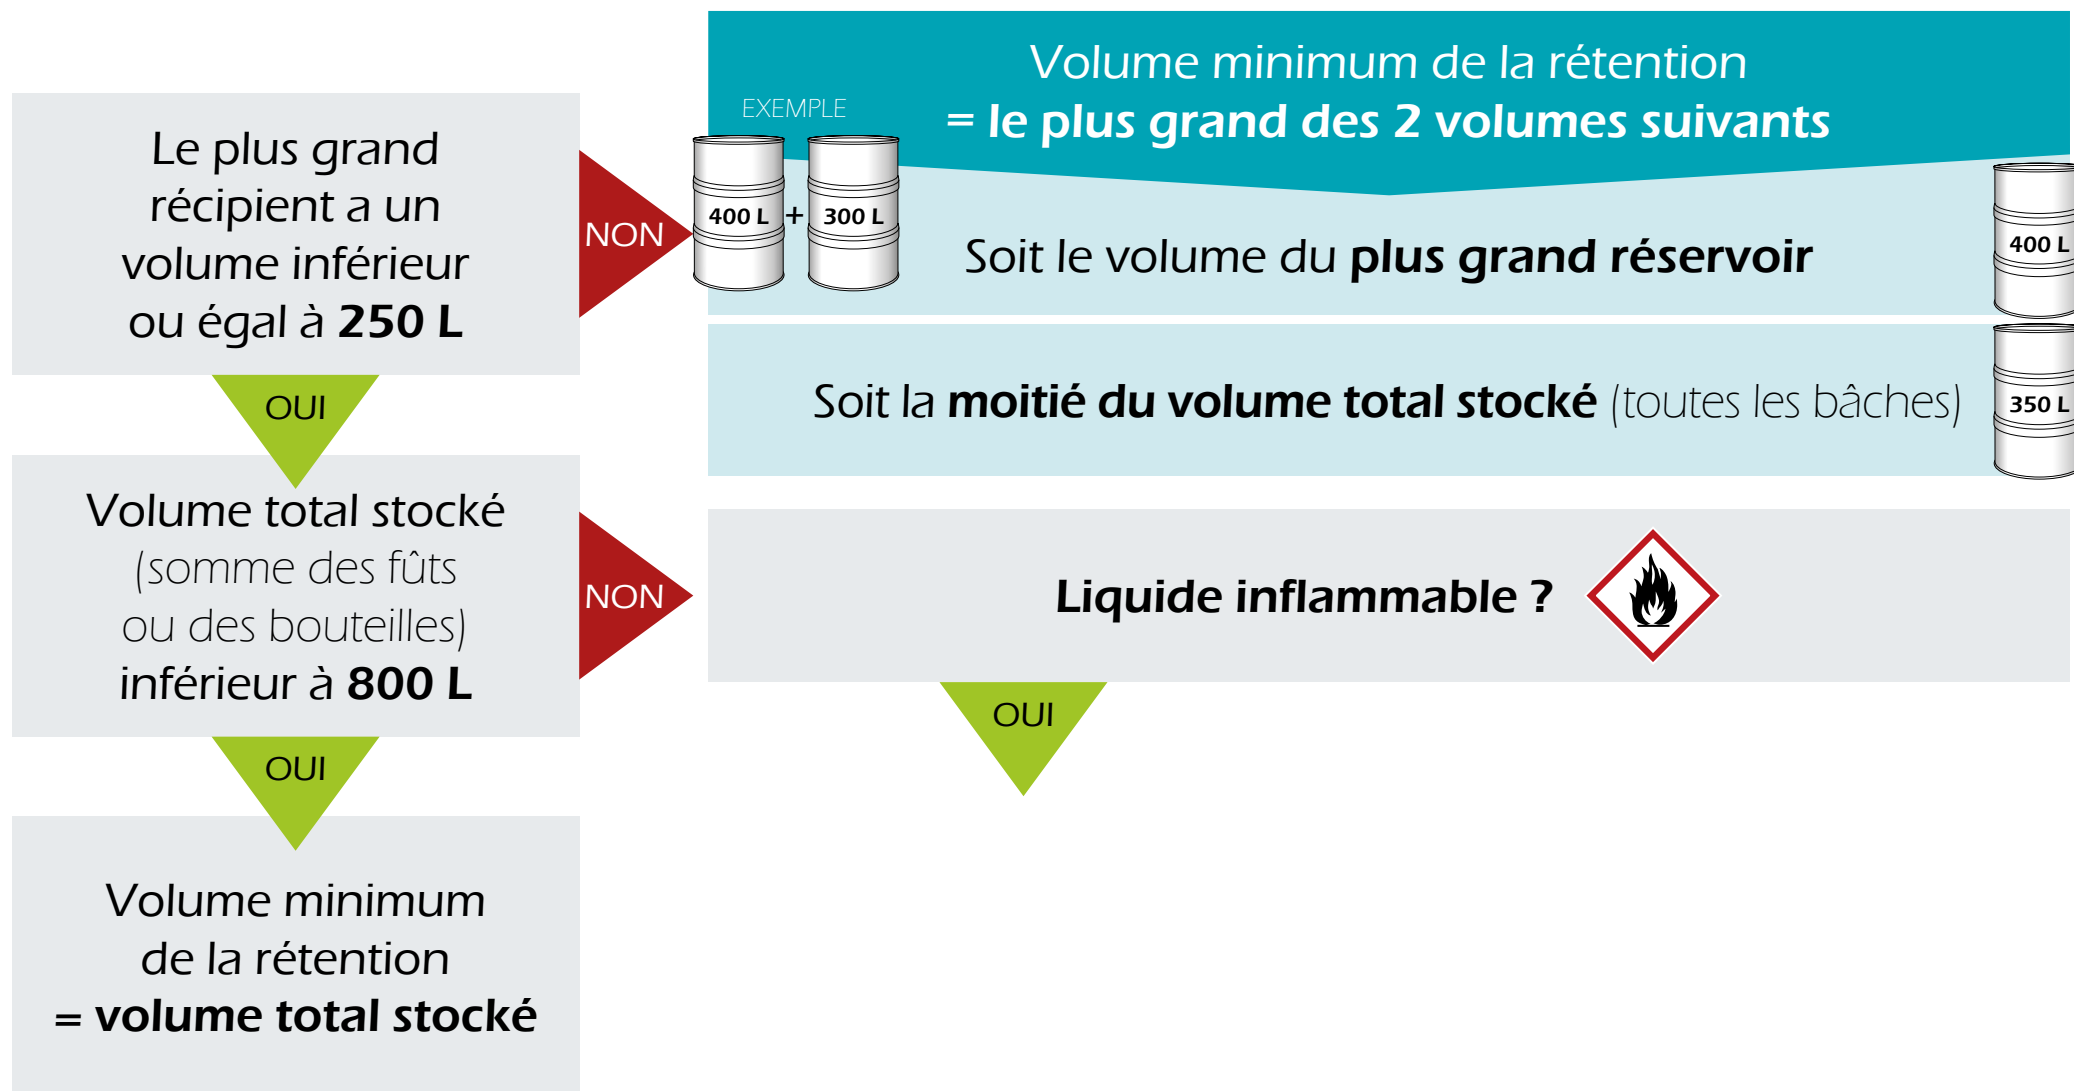 Le plus grand
récipient a un
volume inférieur
ou égal à 250 L
NON
EXEMPLE
400 L + 300 L
Volume minimum de la rétention
= le plus grand des 2 volumes suivants
Soit le volume du plus grand réservoir
400 L
Soit la moitié du volume total stocké (toutes les bâches)
350 L
OUI
Volume total stocké
(somme des fûts
ou des bouteilles)
inférieur à 800 L
NON
Liquide inflammable ?
OUI
OUI
Volume minimum
de la rétention
= volume total stocké